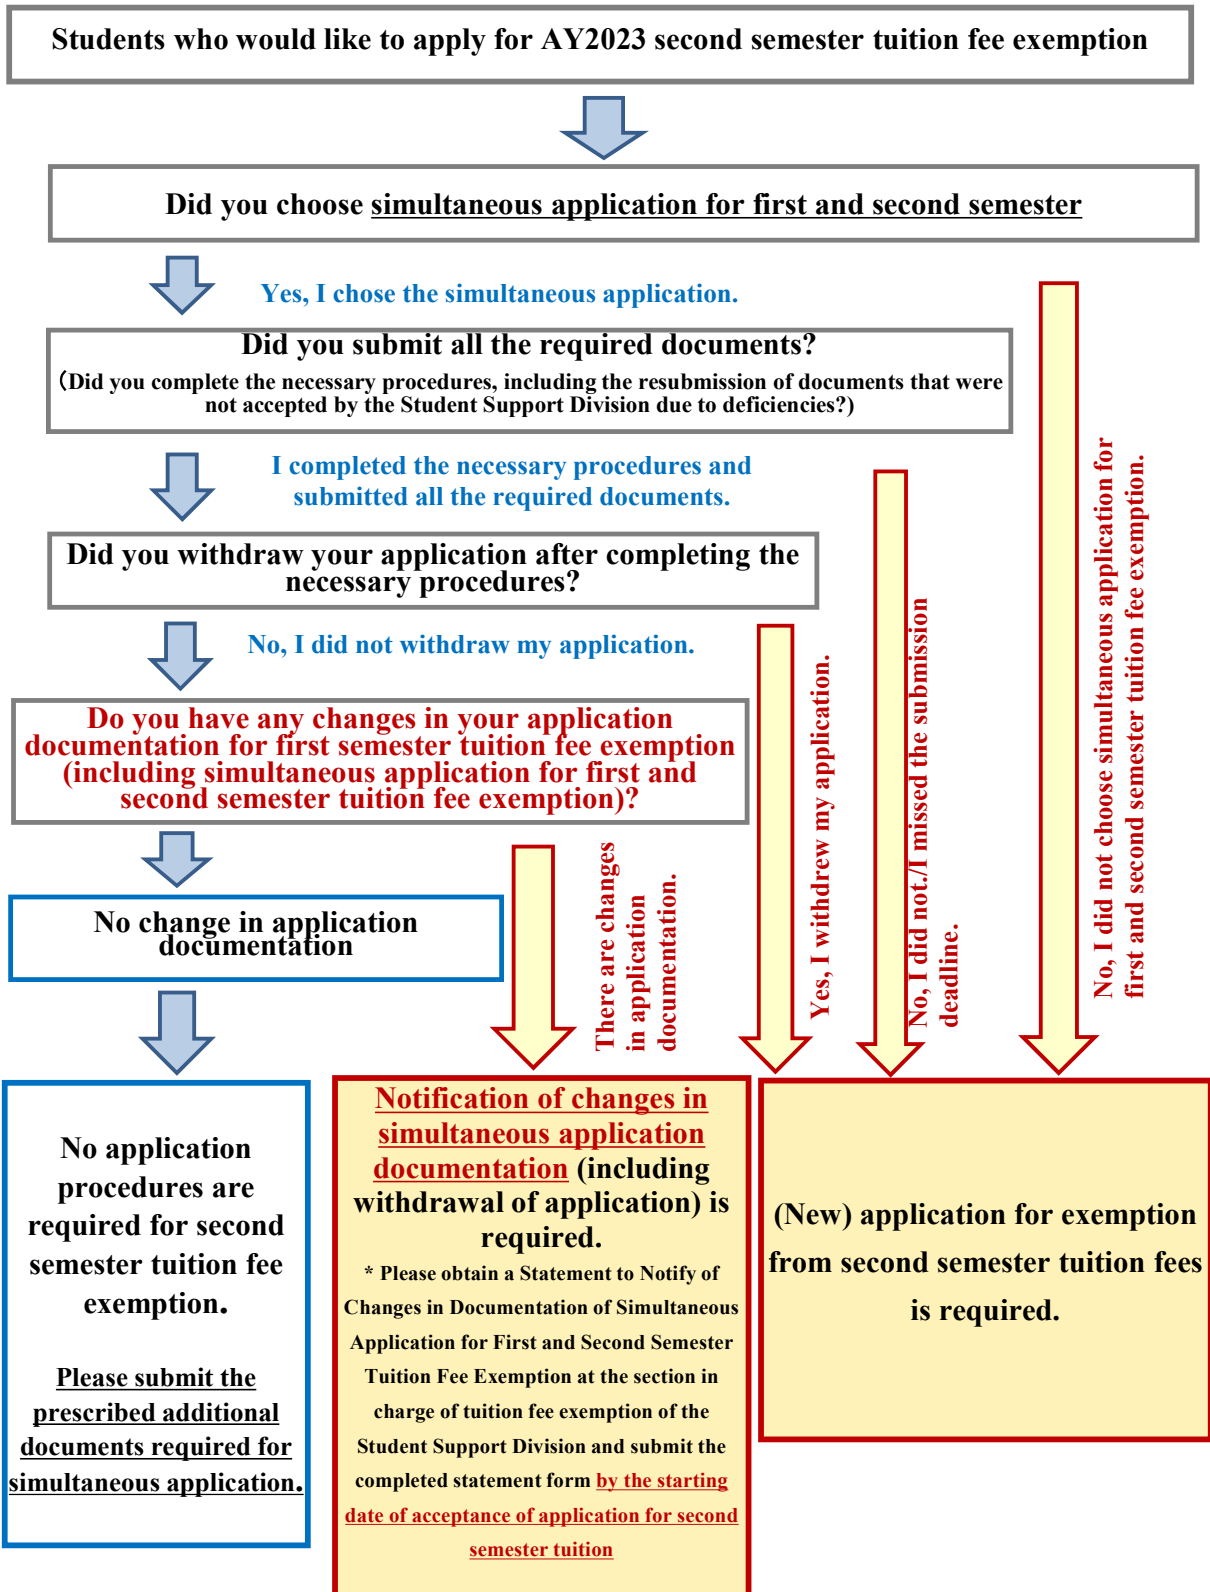 Students who would like to apply for AY2023 second semester tuition fee exemption
Did you choose simultaneous application for first and second semester
Yes, I chose the simultaneous application.
Did you submit all the required documents?
(Did you complete the necessary procedures, including the resubmission of documents that were
not accepted by the Student Support Division due to deficiencies?)
I completed the necessary procedures and
submitted all the required documents.
Did you withdraw your application after completing the
necessary procedures?
No, I did not withdraw my application.
Do you have any changes in your application
documentation for first semester tuition fee exemption
(including simultaneous application for first and
second semester tuition fee exemption)?
No change in application
documentation
There are changes
in application
documentation.
Yes, I withdrew my application.
No, I did not./I missed the submission
deadline.
No, I did not choose simultaneous application for
first and second semester tuition fee exemption.
No application
procedures are
required for second
semester tuition fee
exemption.
Please submit the
prescribed additional
documents required for
simultaneous application.
Notification of changes in
simultaneous application
documentation (including
withdrawal of application) is
required.
* Please obtain a Statement to Notify of
Changes in Documentation of Simultaneous
Application for First and Second Semester
Tuition Fee Exemption at the section in
charge of tuition fee exemption of the
Student Support Division and submit the
completed statement form by the starting
date of acceptance of application for second
semester tuition
(New) application for exemption
from second semester tuition fees
is required.